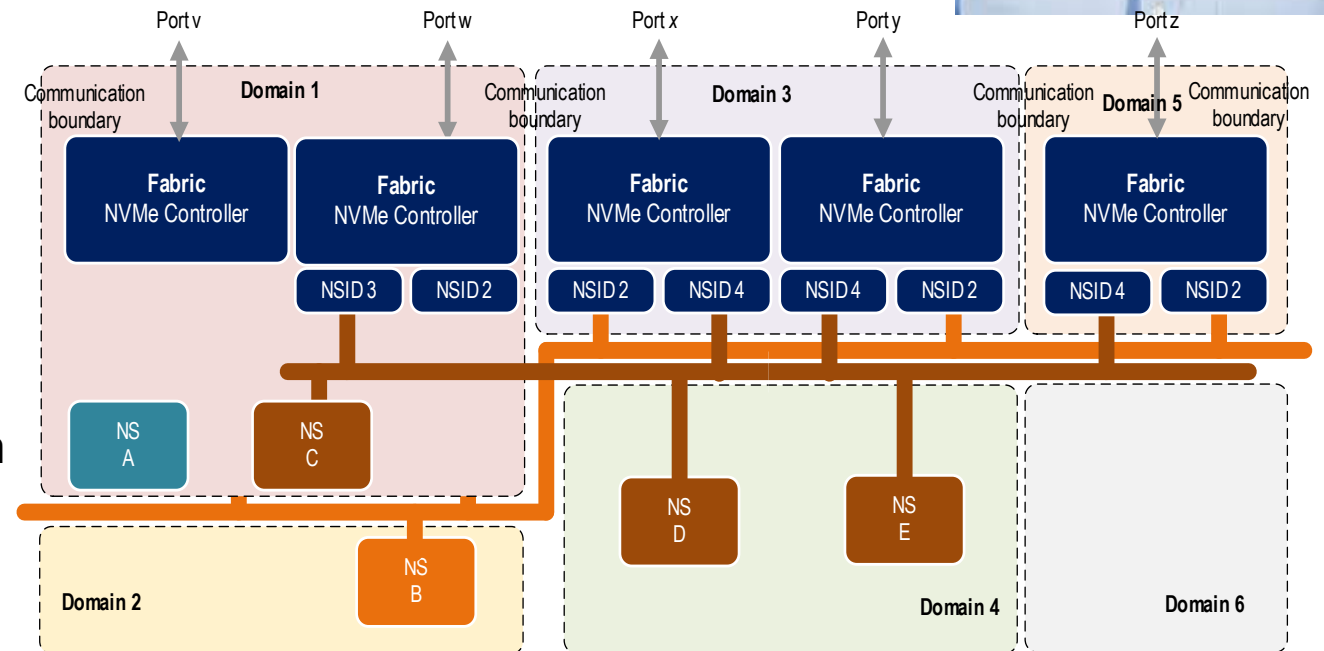 Port v
Port w
Port x
Port y
Port z
Communication
boundary
Domain 1
Communication
boundary
Domain 3
Communication
boundary
Domain 5
Communication
boundary
Fabric
NVMe Controller
Fabric
NVMe Controller
Fabric
NVMe Controller
Fabric
NVMe Controller
Fabric
NVMe Controller
NSID 3
NSID 2
NSID 2
NSID 4
NSID 4
NSID 2
NSID 4
NSID 2
NS
A
NS
C
NS
D
NS
E
NS
B
Domain 2
Domain 4
Domain 6